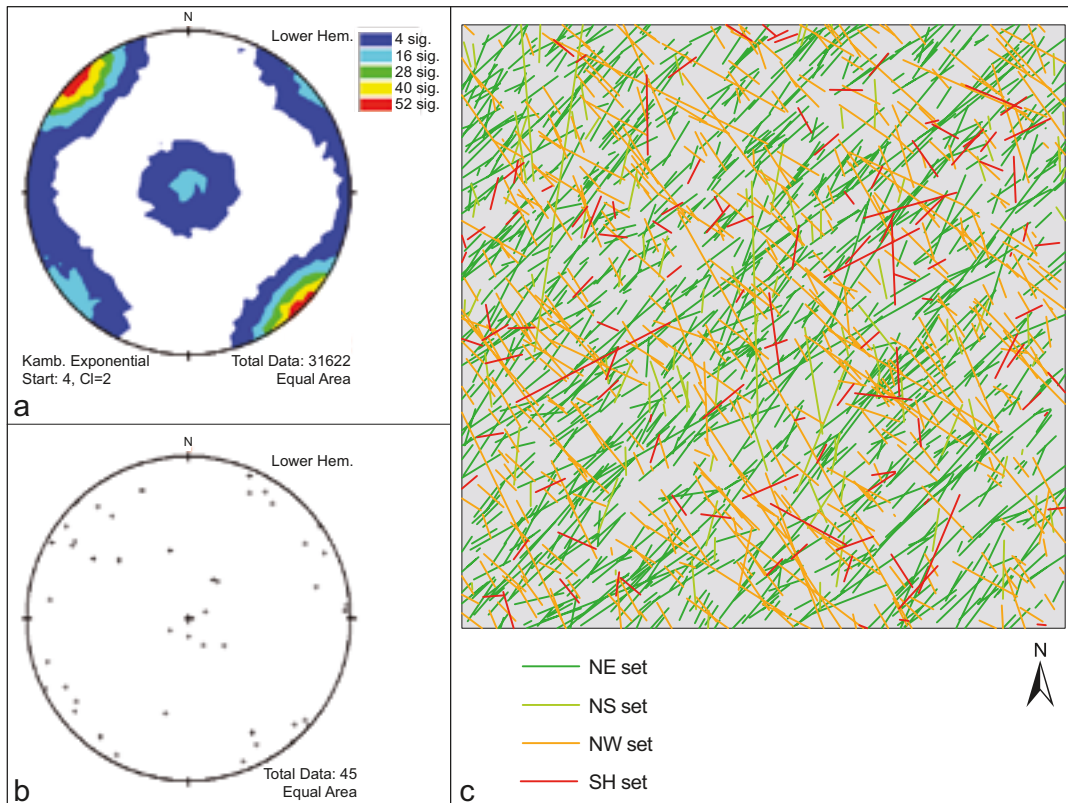 N
Lower Hem.
4 sig.
16 sig.
28 sig.
40 sig.
52 sig.
Kamb. Exponential
Start: 4, CI=2
Total Data: 31622
Equal Area
a
N
Lower Hem.
Total Data: 45
Equal Area
b
NE set
NS set
NW set
SH set
N
c